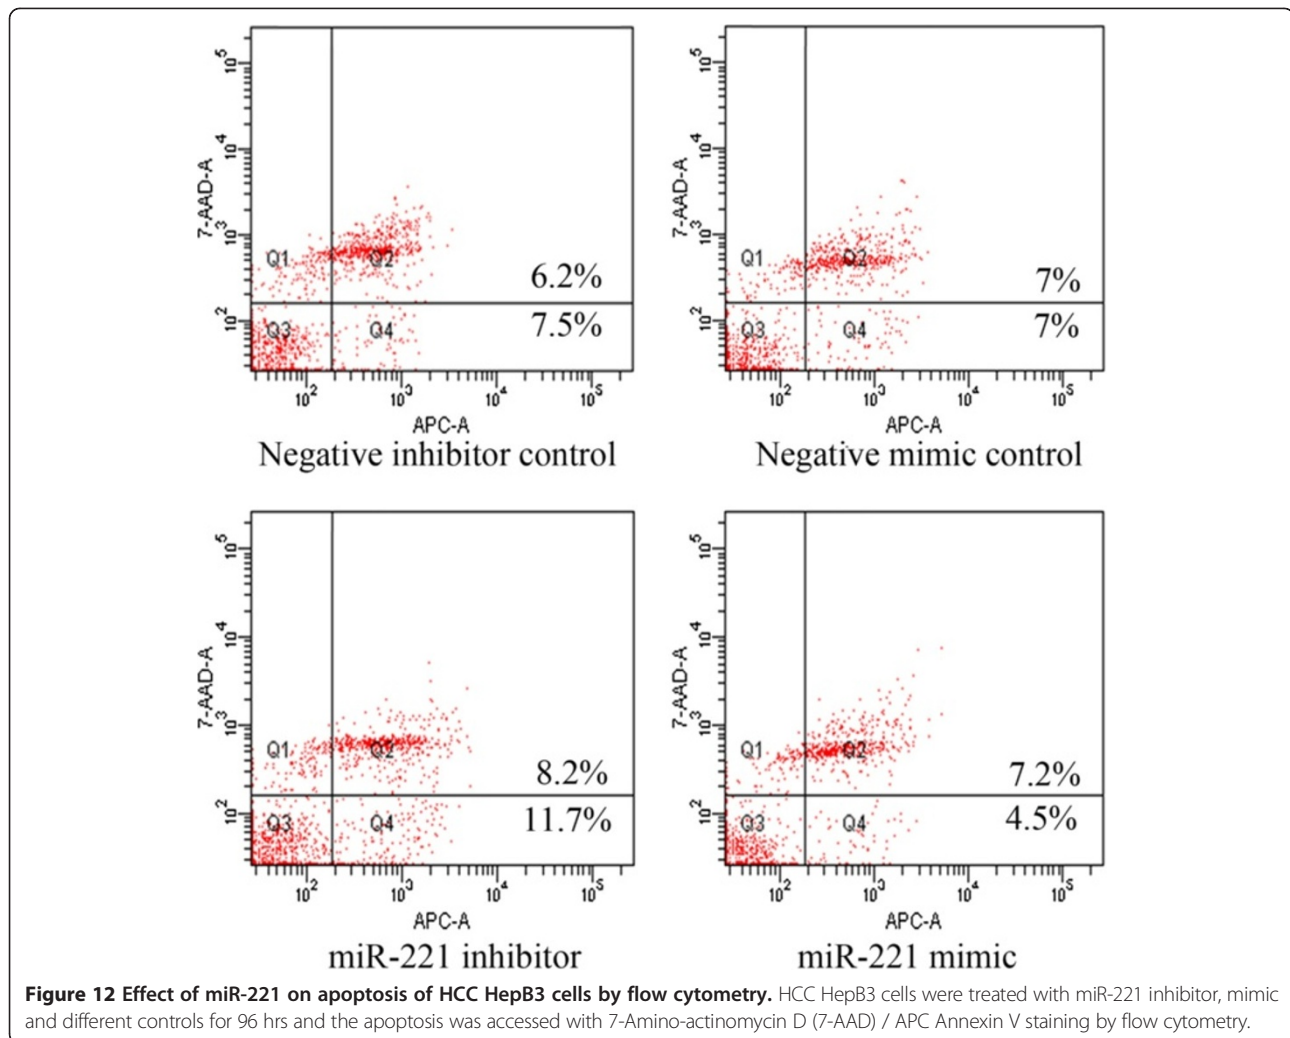 10^5
10^4
10^3
10^2
7-AAD-A
Q1
Q2
6.2%
Q3
Q4
7.5%
10^2 10^3 10^4 10^5
APC-A
Negative inhibitor control
10^5
10^4
10^3
10^2
7-AAD-A
Q1
Q2
7%
Q3
Q4
7%
10^2 10^3 10^4 10^5
APC-A
Negative mimic control
10^5
10^4
10^3
10^2
7-AAD-A
Q1
Q2
8.2%
Q3
Q4
11.7%
10^2 10^3 10^4 10^5
APC-A
miR-221 inhibitor
10^5
10^4
10^3
10^2
7-AAD-A
Q1
Q2
7.2%
Q3
Q4
4.5%
10^2 10^3 10^4 10^5
APC-A
miR-221 mimic
Figure 12 Effect of miR-221 on apoptosis of HCC HepB3 cells by flow cytometry. HCC HepB3 cells were treated with miR-221 inhibitor, mimic
and different controls for 96 hrs and the apoptosis was accessed with 7-Amino-actinomycin D (7-AAD) / APC Annexin V staining by flow cytometry.